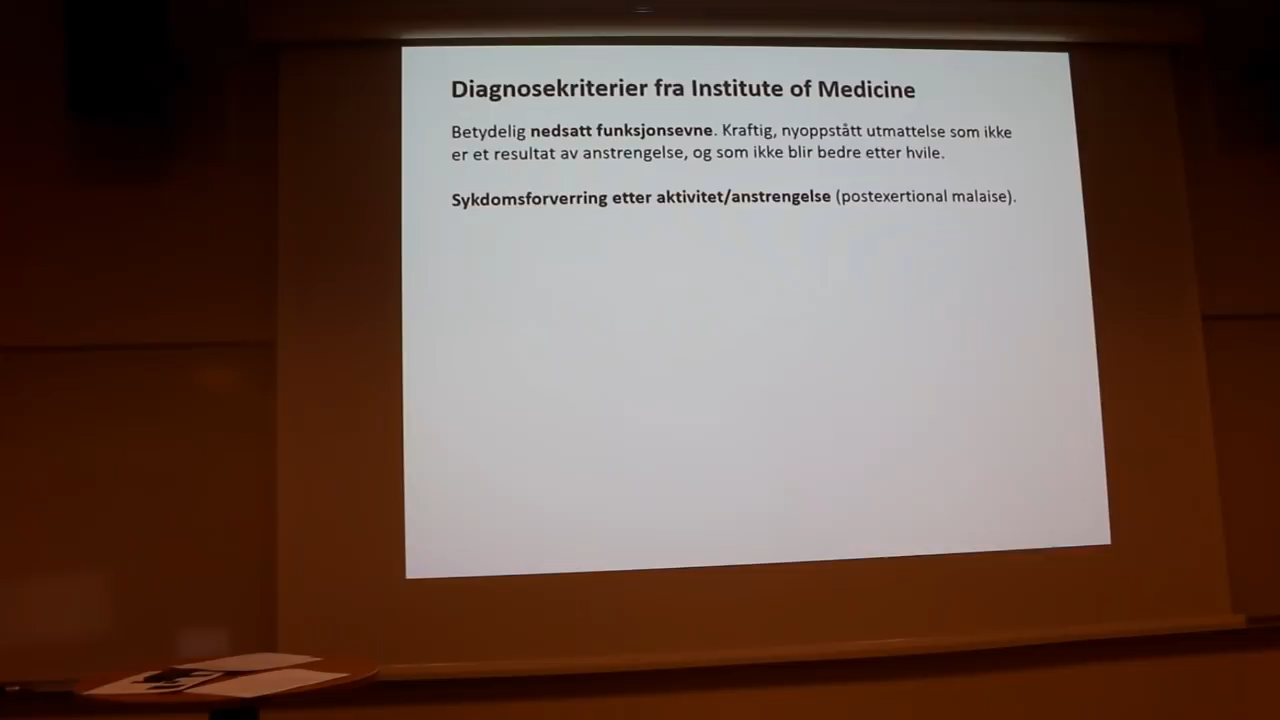 Diagnosekriterier fra Institute of Medicine
Betydelig nedsatt funksjonsevne. Kraftig, nyoppstått utmattelse som ikke
er et resultat av anstrengelse, og som ikke blir bedre etter hvile.
Sykdomsforverring etter aktivitet/anstrengelse (postexertional malaise).